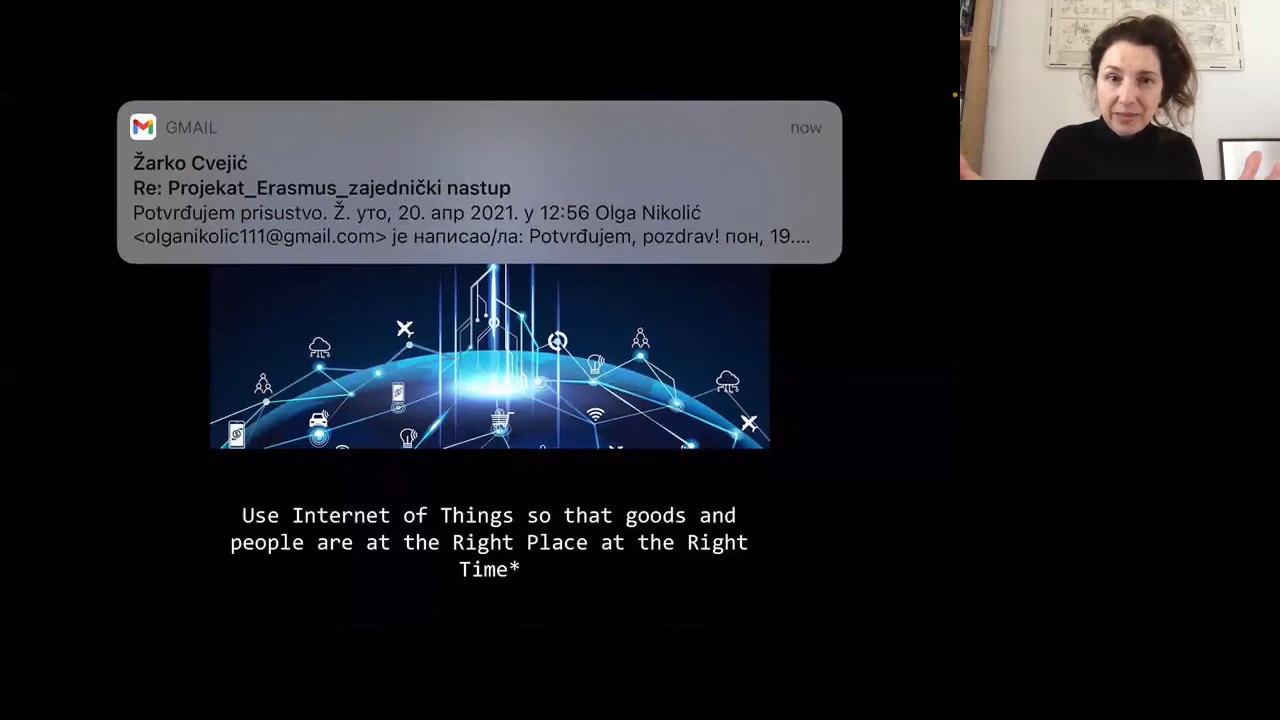 GMAIL
now
Žarko Cvejić
Re: Projekat_Erasmus_zajednički nastup
Potvrđujem prisustvo. Ž. уто, 20. апр 2021. у 12:56 Olga Nikolić
<olganikolic111@gmail.com> је написао/ла: Potvrđujem, pozdrav! пон, 19....
Use Internet of Things so that goods and
people are at the Right Place at the Right
Time*